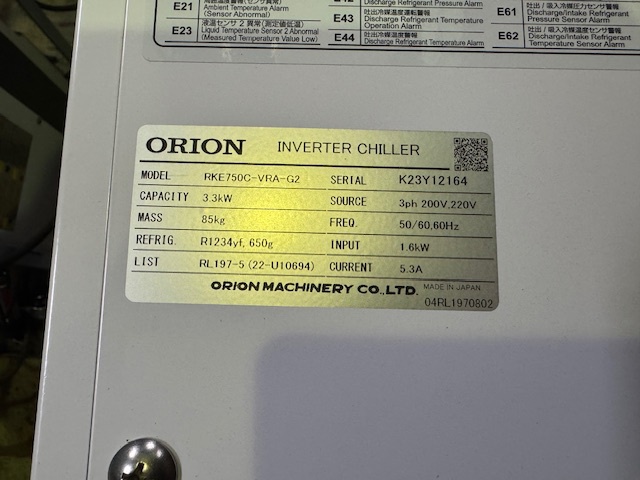 E21
Ambient Temperature Alarm
(Sensor Abnormal)
E23
液温センサ2異常(測定値低温)
Liquid Temperature Sensor 2 Abnormal
(Measured Temperature Value Low)
Discharge Refrigerant Pressure Alarm
E43
吐出冷媒温度運転警報
Discharge Refrigerant Temperature
Operation Alarm
E44
吐出冷媒温度警報
Discharge Refrigerant Temperature Alarm
E61
吐出/吸入冷媒圧力センサ警報
Discharge/Intake Refrigerant
Pressure Sensor Alarm
E62
吐出/吸入冷媒温度センサ警報
Discharge/Intake Refrigerant
Temperature Sensor Alarm
ORION INVERTER CHILLER
MODEL RKE750C-VRA-G2 SERIAL K23Y12164
CAPACITY 3.3kW SOURCE 3ph 200V,220V
MASS 85kg FREQ. 50/60,60Hz
REFRIG. R1234yf, 650g INPUT 1.6kW
LIST RL197-5 (22-U10694) CURRENT 5.3A
ORION MACHINERY CO.,LTD. MADE IN JAPAN
04RL1970802